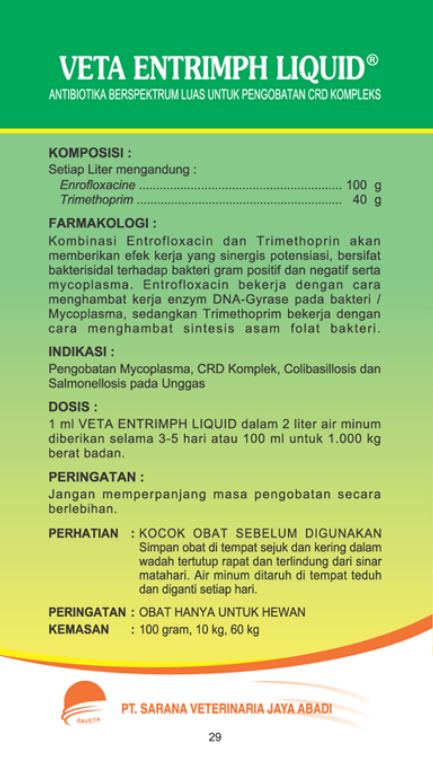 VETA ENTRIMPH LIQUID®
ANTIBIOTIKA BERSPEKTRUM LUAS UNTUK PENGOBATAN CRD KOMPLEKS
KOMPOSISI :
Setiap Liter mengandung :
Enrofloxacine ........................................................... 100 g
Trimethoprim ........................................................... 40 g
FARMAKOLOGI :
Kombinasi Entrofloxacin dan Trimethoprin akan
memberikan efek kerja yang sinergis potensiasi, bersifat
bakterisidal terhadap bakteri gram positif dan negatif serta
mycoplasma. Entrofloxacin bekerja dengan cara
menghambat kerja enzym DNA-Gyrase pada bakteri /
Mycoplasma, sedangkan Trimethoprim bekerja dengan
cara menghambat sintesis asam folat bakteri.
INDIKASI :
Pengobatan Mycoplasma, CRD Komplek, Colibasillosis dan
Salmonellosis pada Unggas
DOSIS :
1 ml VETA ENTRIMPH LIQUID dalam 2 liter air minum
diberikan selama 3-5 hari atau 100 ml untuk 1.000 kg
berat badan.
PERINGATAN :
Jangan memperpanjang masa pengobatan secara
berlebihan.
PERHATIAN : KOCOK OBAT SEBELUM DIGUNAKAN
Simpan obat di tempat sejuk dan kering dalam
wadah tertutup rapat dan terlindung dari sinar
matahari. Air minum ditaruh di tempat teduh
dan diganti setiap hari.
PERINGATAN : OBAT HANYA UNTUK HEWAN
KEMASAN : 100 gram, 10 kg, 60 kg
SAVETA
PT. SARANA VETERINARIA JAYA ABADI
29